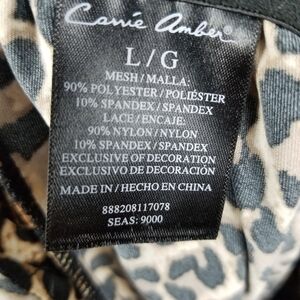 Carrie Amber
L/G
MESH/MALLA:
90% POLYESTER/POLIÉSTER
10% SPANDEX/SPANDEX
LACE/ENCAJE:
90% NYLON/NYLON
10% SPANDEX/SPANDEX
EXCLUSIVE OF DECORATION
EXCLUSIVO DE DECORACIÓN
MADE IN/HECHO EN CHINA
888208117078
SEAS: 9000